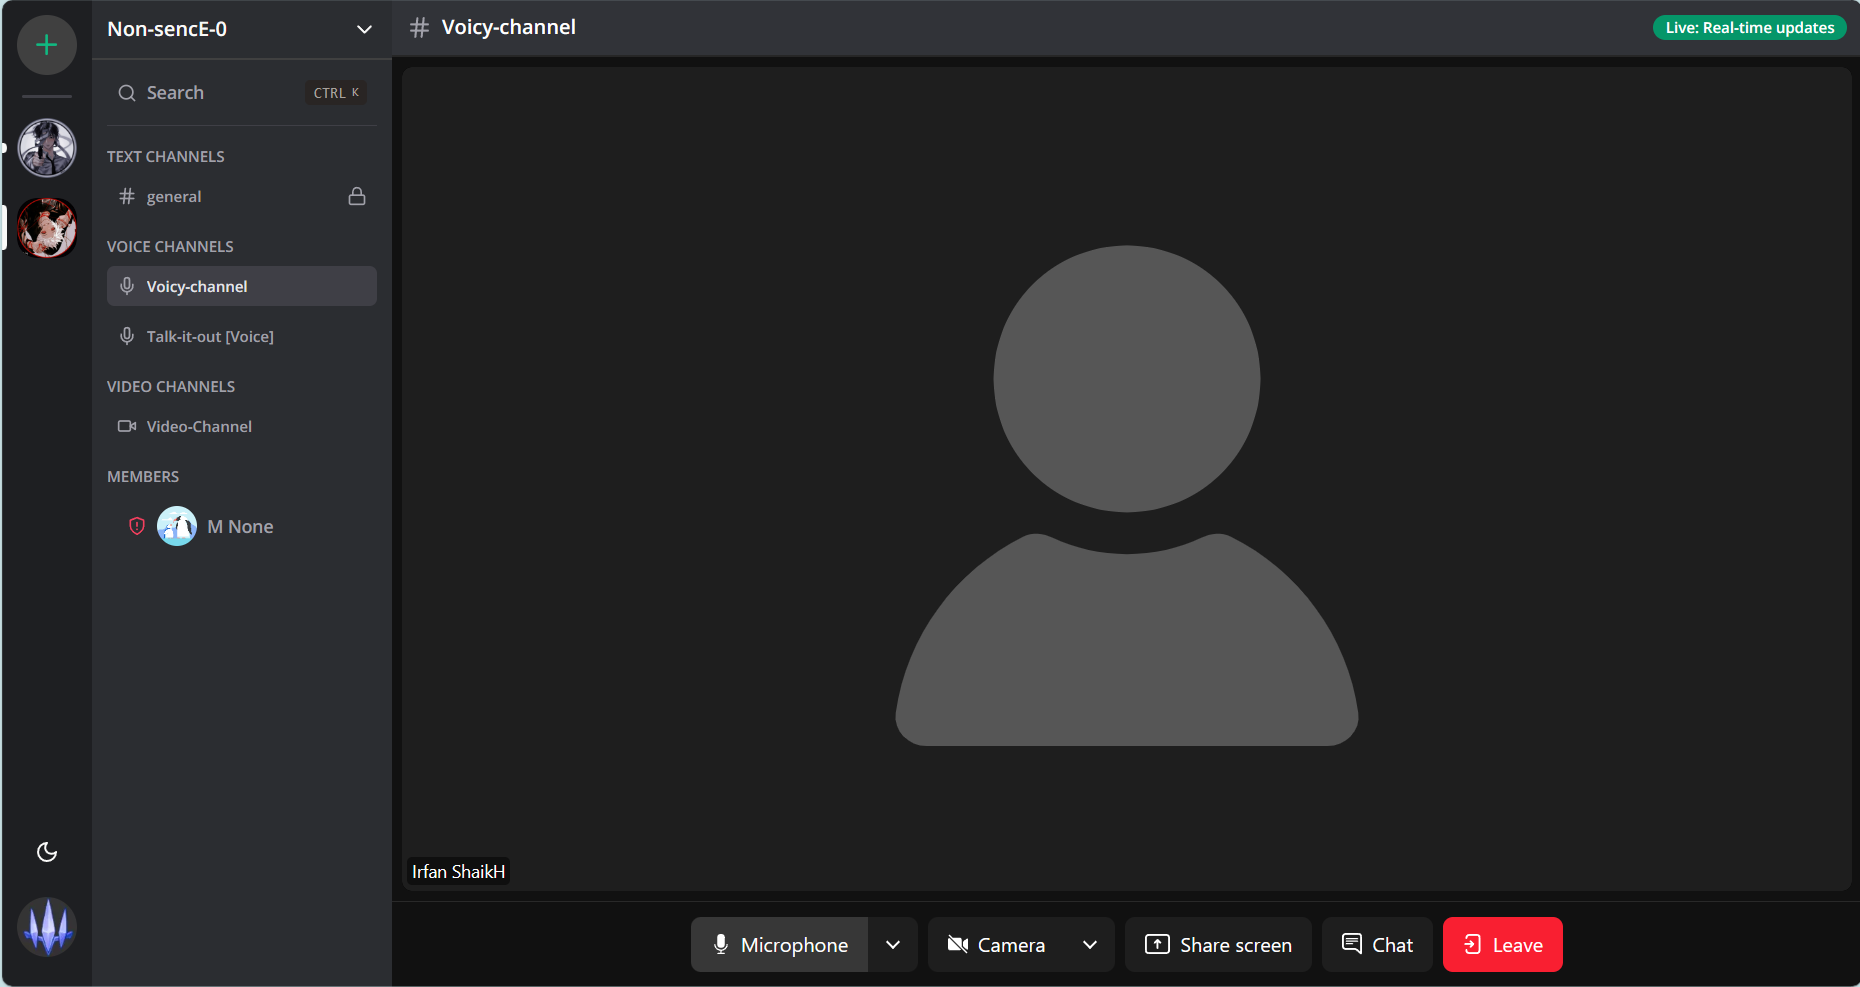 Non-sencE-0
Search
CTRL K
TEXT CHANNELS
general
VOICE CHANNELS
Voicy-channel
Talk-it-out [Voice]
VIDEO CHANNELS
Video-Channel
MEMBERS
M None
# Voicy-channel
Live: Real-time updates
Irfan ShaikH
Microphone
Camera
Share screen
Chat
Leave